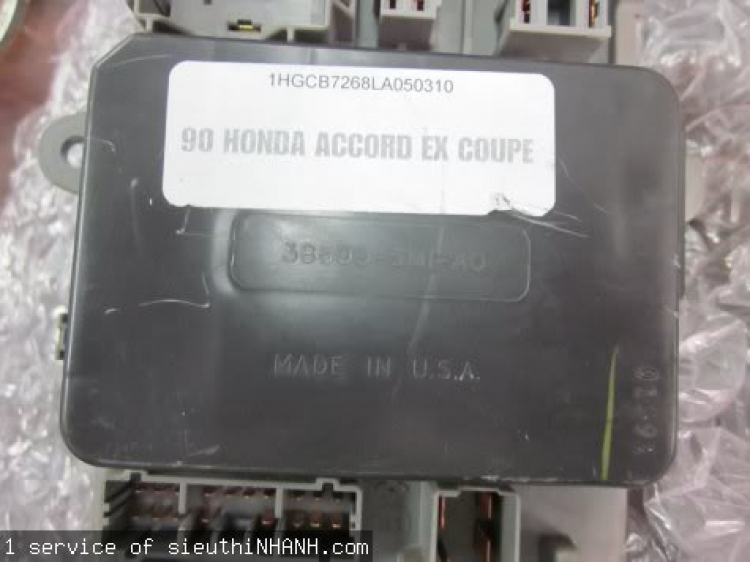 1HGCB7268LA050310
90 HONDA ACCORD EX COUPE
MADE IN U.S.A.
1 service of sieuthiNHANH.com